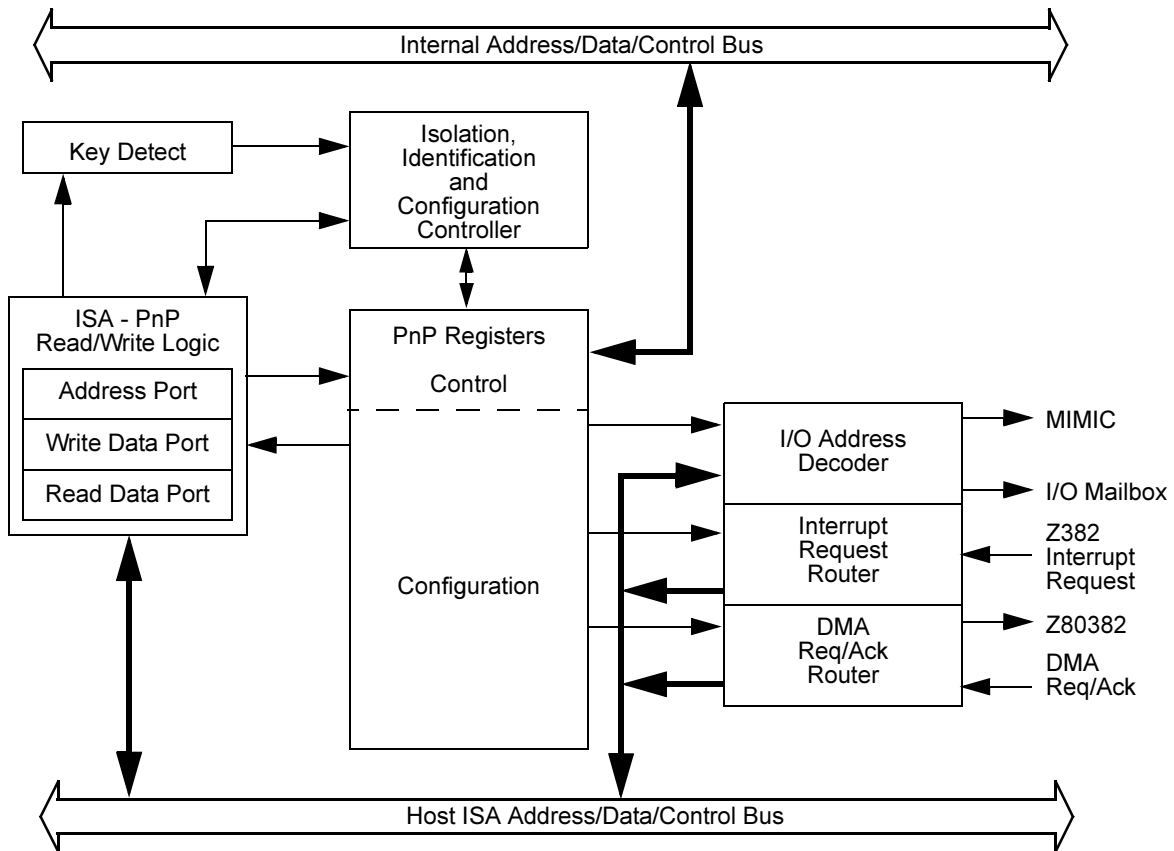 Internal Address/Data/Control Bus
Key Detect
Isolation,
Identification
and
Configuration
Controller
ISA - PnP
Read/Write Logic
Address Port
Write Data Port
Read Data Port
PnP Registers
Control
Configuration
I/O Address
Decoder
Interrupt
Request
Router
DMA
Req/Ack
Router
MIMIC
I/O Mailbox
Z382
Interrupt
Request
Z80382
DMA
Req/Ack
Host ISA Address/Data/Control Bus